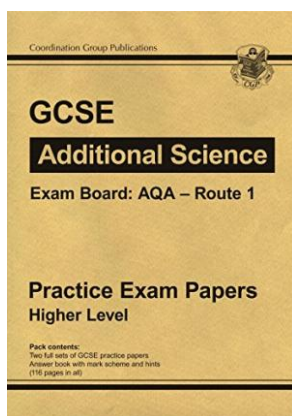 Coordination Group Publications
GCSE
Additional Science
Exam Board: AQA – Route 1
Practice Exam Papers
Higher Level
Pack contents:
Two full sets of GCSE practice papers
Answer book with mark scheme and hints
(116 pages in all)